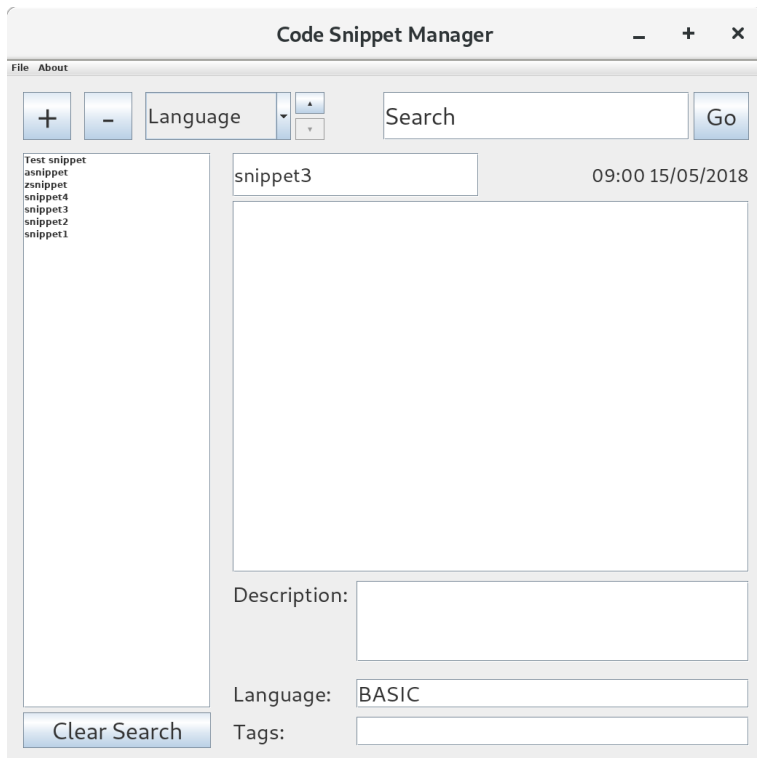 Code Snippet Manager
File About
+ - Language Search Go
Test snippet
asnippet
zsnippet
snippet4
snippet3
snippet2
snippet1
snippet3 09:00 15/05/2018
Description:
Language: BASIC
Tags:
Clear Search